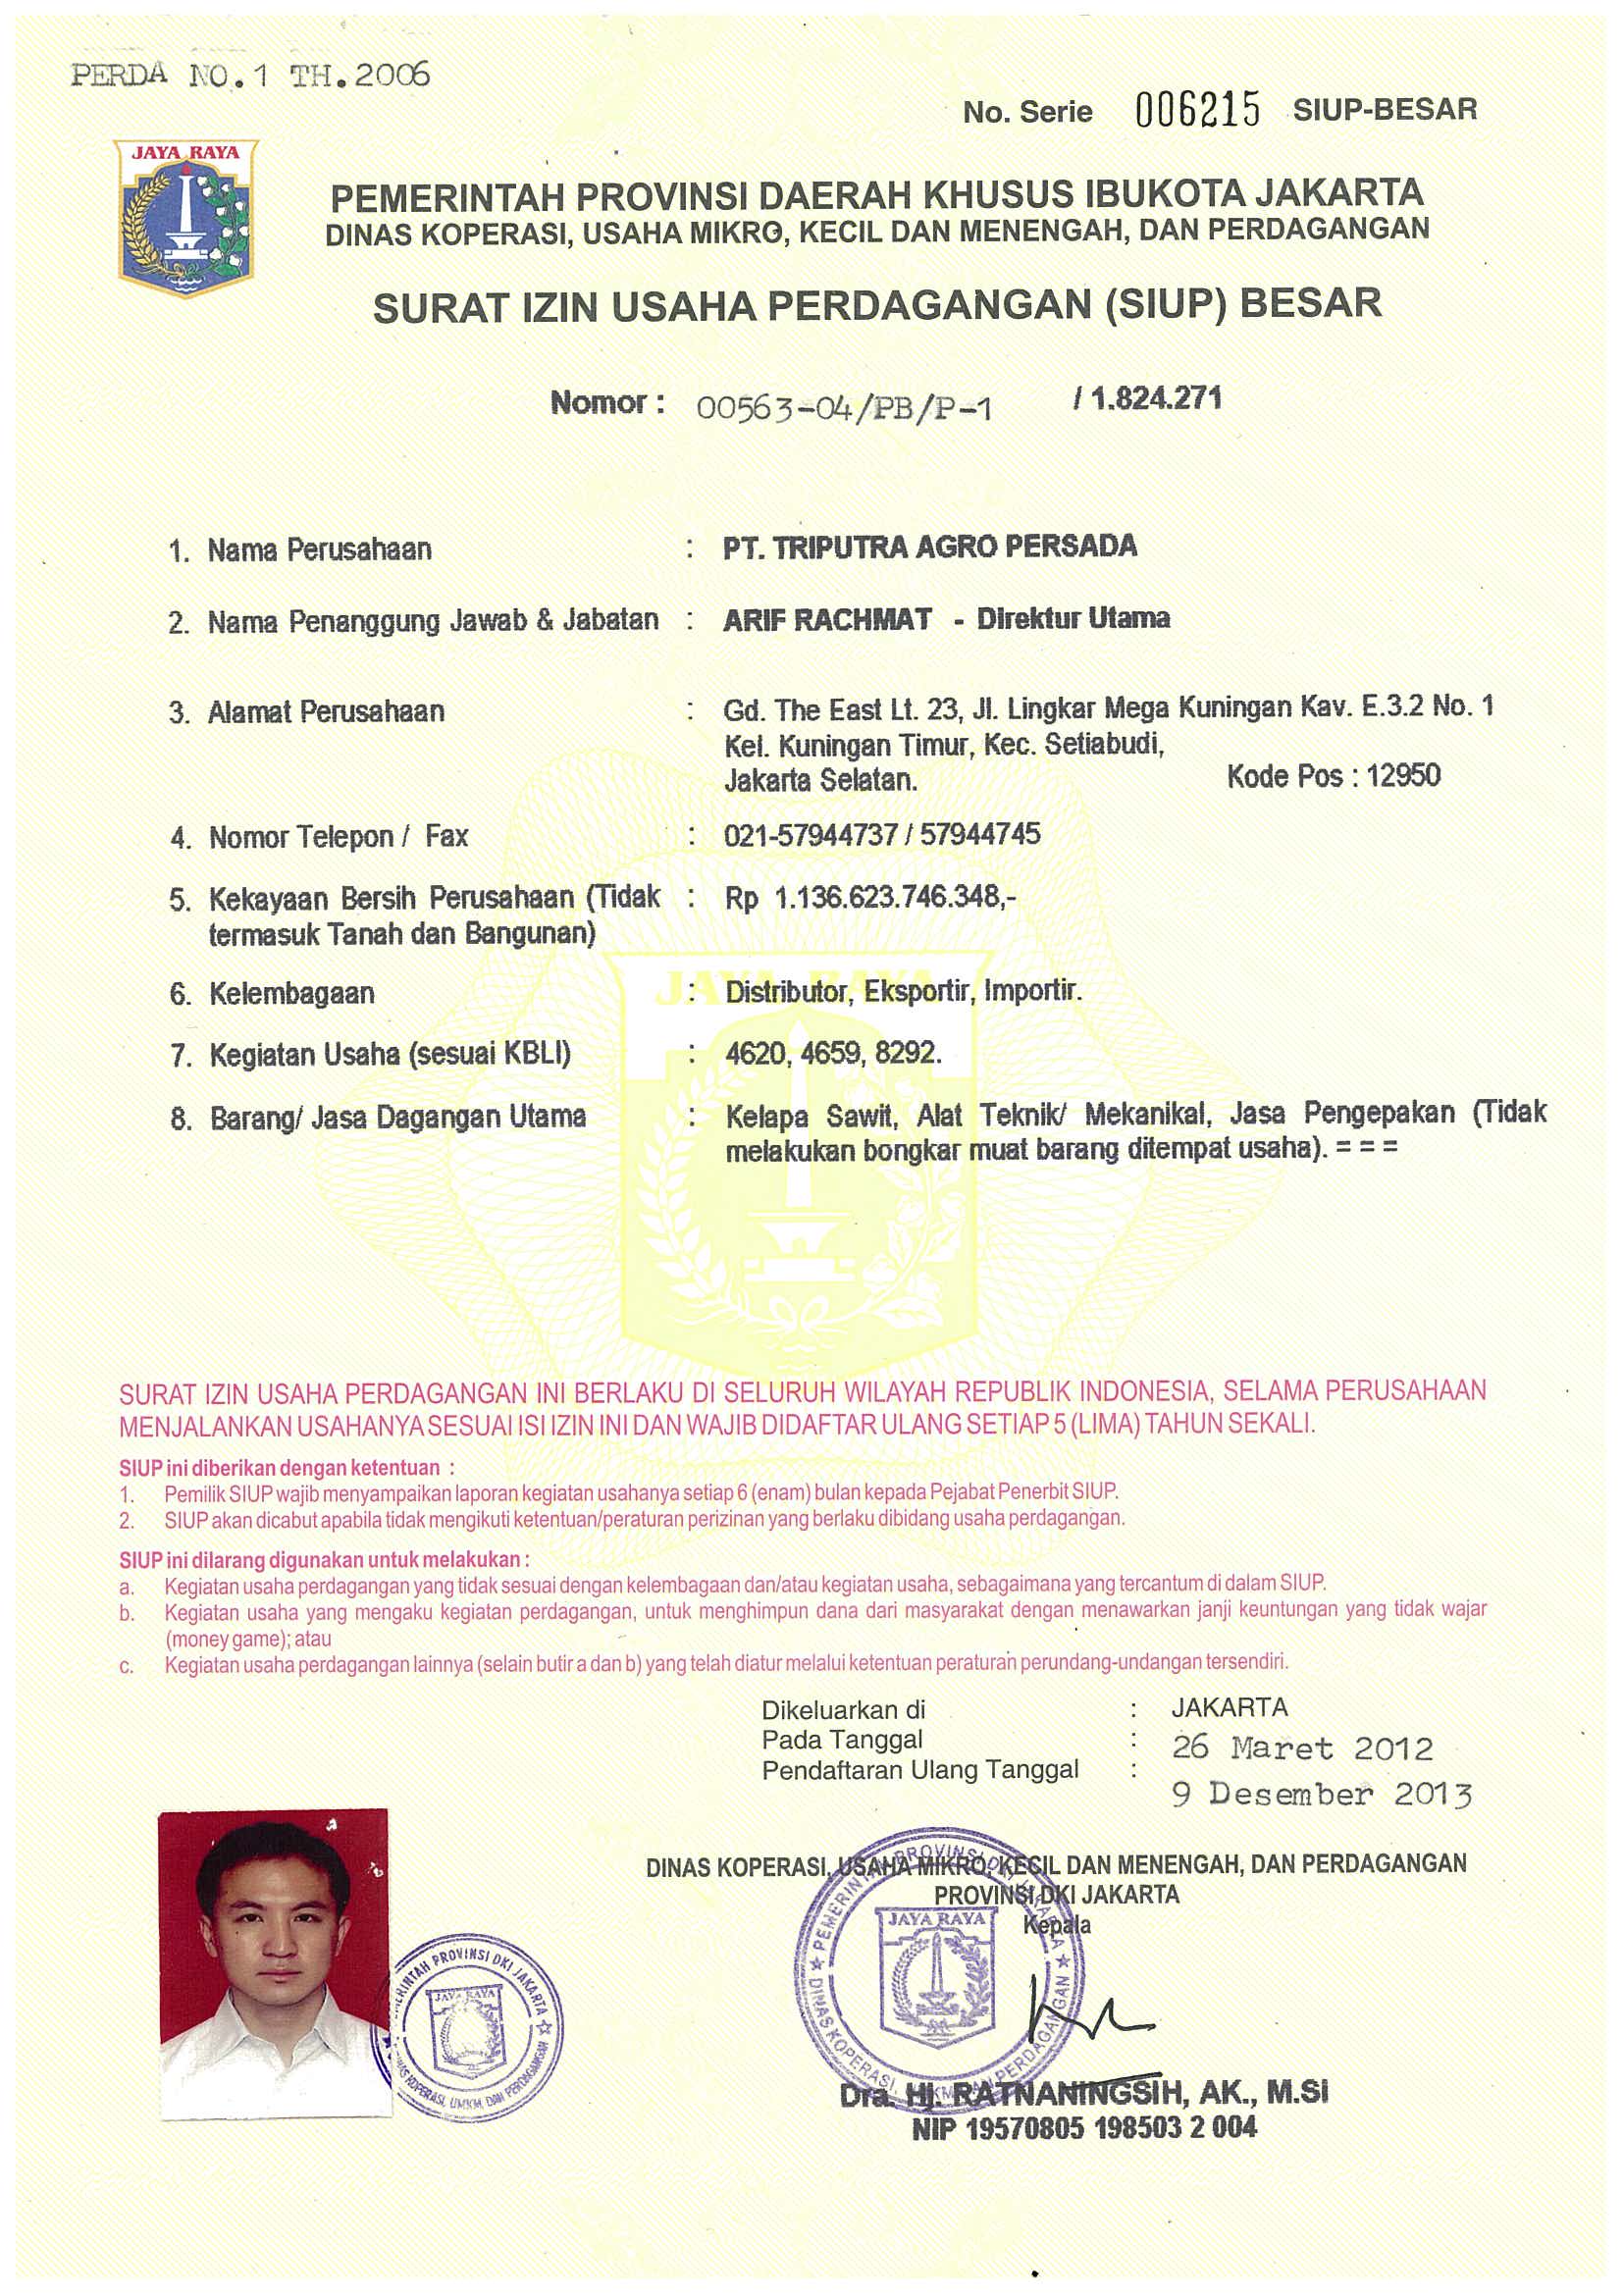 PERDA NO.1 TH.2006
No. Serie 006215 SIUP-BESAR
JAYA RAYA
PEMERINTAH PROVINSI DAERAH KHUSUS IBUKOTA JAKARTA
DINAS KOPERASI, USAHA MIKRO, KECIL DAN MENENGAH, DAN PERDAGANGAN
SURAT IZIN USAHA PERDAGANGAN (SIUP) BESAR
Nomor : 00563-04/PB/P-1 / 1.824.271
1. Nama Perusahaan : PT. TRIPUTRA AGRO PERSADA
2. Nama Penanggung Jawab & Jabatan : ARIF RACHMAT - Direktur Utama
3. Alamat Perusahaan : Gd. The East Lt. 23, Jl. Lingkar Mega Kuningan Kav. E.3.2 No. 1
Kel. Kuningan Timur, Kec. Setiabudi,
Jakarta Selatan. Kode Pos : 12950
4. Nomor Telepon / Fax : 021-57944737 / 57944745
5. Kekayaan Bersih Perusahaan (Tidak : Rp 1.136.623.746.348,-
termasuk Tanah dan Bangunan)
JAYA RAYA
6. Kelembagaan : Distributor, Eksportir, Importir.
7. Kegiatan Usaha (sesuai KBLI) : 4620, 4659, 8292.
8. Barang/ Jasa Dagangan Utama : Kelapa Sawit, Alat Teknik/ Mekanikal, Jasa Pengepakan (Tidak
melakukan bongkar muat barang ditempat usaha). = = =
SURAT IZIN USAHA PERDAGANGAN INI BERLAKU DI SELURUH WILAYAH REPUBLIK INDONESIA, SELAMA PERUSAHAAN
MENJALANKAN USAHANYA SESUAI ISI IZIN INI DAN WAJIB DIDAFTAR ULANG SETIAP 5 (LIMA) TAHUN SEKALI.
SIUP ini diberikan dengan ketentuan :
1. Pemilik SIUP wajib menyampaikan laporan kegiatan usahanya setiap 6 (enam) bulan kepada Pejabat Penerbit SIUP.
2. SIUP akan dicabut apabila tidak mengikuti ketentuan/peraturan perizinan yang berlaku dibidang usaha perdagangan.
SIUP ini dilarang digunakan untuk melakukan :
a. Kegiatan usaha perdagangan yang tidak sesuai dengan kelembagaan dan/atau kegiatan usaha, sebagaimana yang tercantum di dalam SIUP.
b. Kegiatan usaha yang mengaku kegiatan perdagangan, untuk menghimpun dana dari masyarakat dengan menawarkan janji keuntungan yang tidak wajar
(money game); atau
c. Kegiatan usaha perdagangan lainnya (selain butir a dan b) yang telah diatur melalui ketentuan peraturan perundang-undangan tersendiri.
Dikeluarkan di : JAKARTA
Pada Tanggal : 26 Maret 2012
Pendaftaran Ulang Tanggal : 9 Desember 2013
DINAS KOPERASI, USAHA MIKRO, KECIL DAN MENENGAH, DAN PERDAGANGAN
PROVINSI DKI JAKARTA
Kepala
PEMERINTAH PROVINSI DKI JAKARTA
JAYA RAYA
DINAS KOPERASI, UMKM, DAN PERDAGANGAN
PROVINSI DKI JAKARTA
JAYA RAYA
KOPERASI, UMKM, DAN PERDAGANGAN
Dra. Hj. RATNANINGSIH, AK., M.SI
NIP 19570805 198503 2 004